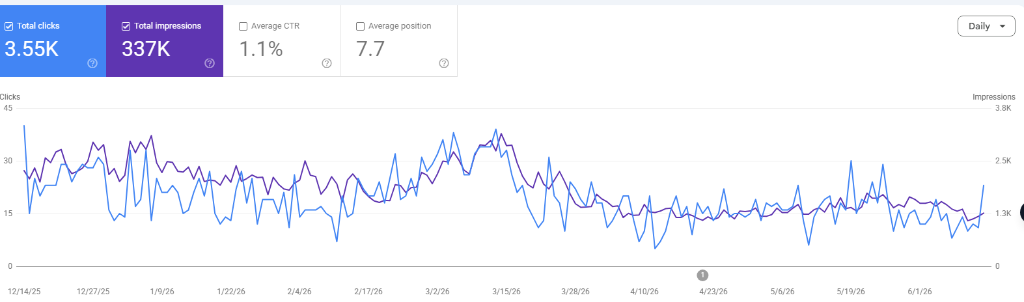 Total clicks
3.55K
Total impressions
337K
Average CTR
1.1%
Average position
7.7
Daily
Clicks
Impressions
45
3.8K
30
2.5K
15
1.3K
0
0
1
12/14/25 12/27/25 1/9/26 1/22/26 2/4/26 2/17/26 3/2/26 3/15/26 3/28/26 4/10/26 4/23/26 5/6/26 5/19/26 6/1/26